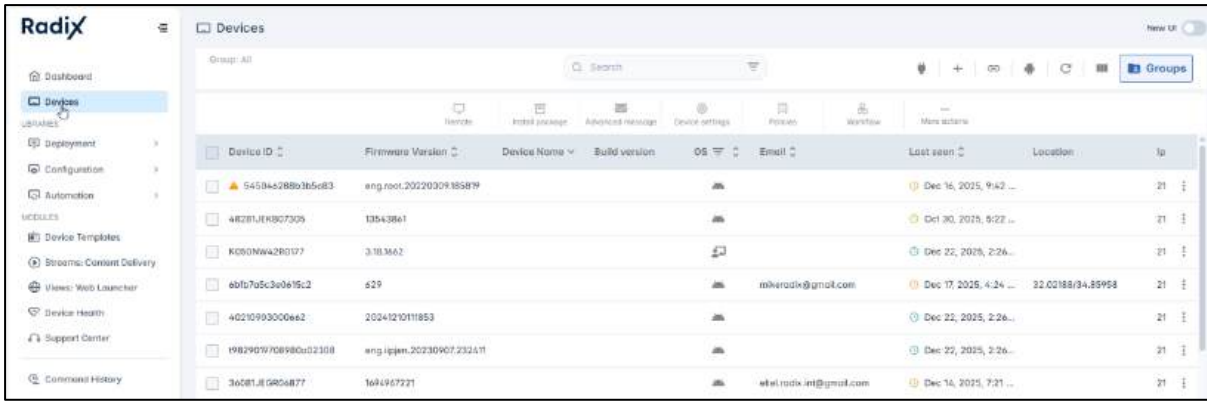 Radix
Devices
New UI
Group: All
Search
Groups
Dashboard
Devices
LIBRARIES
Deployment
Configuration
Automation
MODULES
Device Templates
Streams: Content Delivery
Views: Web Launcher
Device Health
Support Center
Command History
Remote Install package Advanced message Device settings Policies Workflow More actions
Device ID Firmware Version Device Name Build version OS Email Last seen Location Ip
eng.root.20220309.185819 Dec 16, 2025, 9:42 ... 21
48281JEKB07305 13543861 Oct 30, 2025, 5:22 ... 21
K050NW42R0177 3.18.1662 Dec 22, 2025, 2:26... 21
6bfb7a5c3e0615c2 629 mikeradix@gmail.com Dec 17, 2025, 4:24 ... 32.02188/34.85958 21
40210903000662 20241210111853 Dec 22, 2025, 2:26... 21
eng.iipjen.20230907.232411 Dec 22, 2025, 2:26... 21
36081JEGR06877 1694967221 Dec 14, 2025, 7:21 ... 21